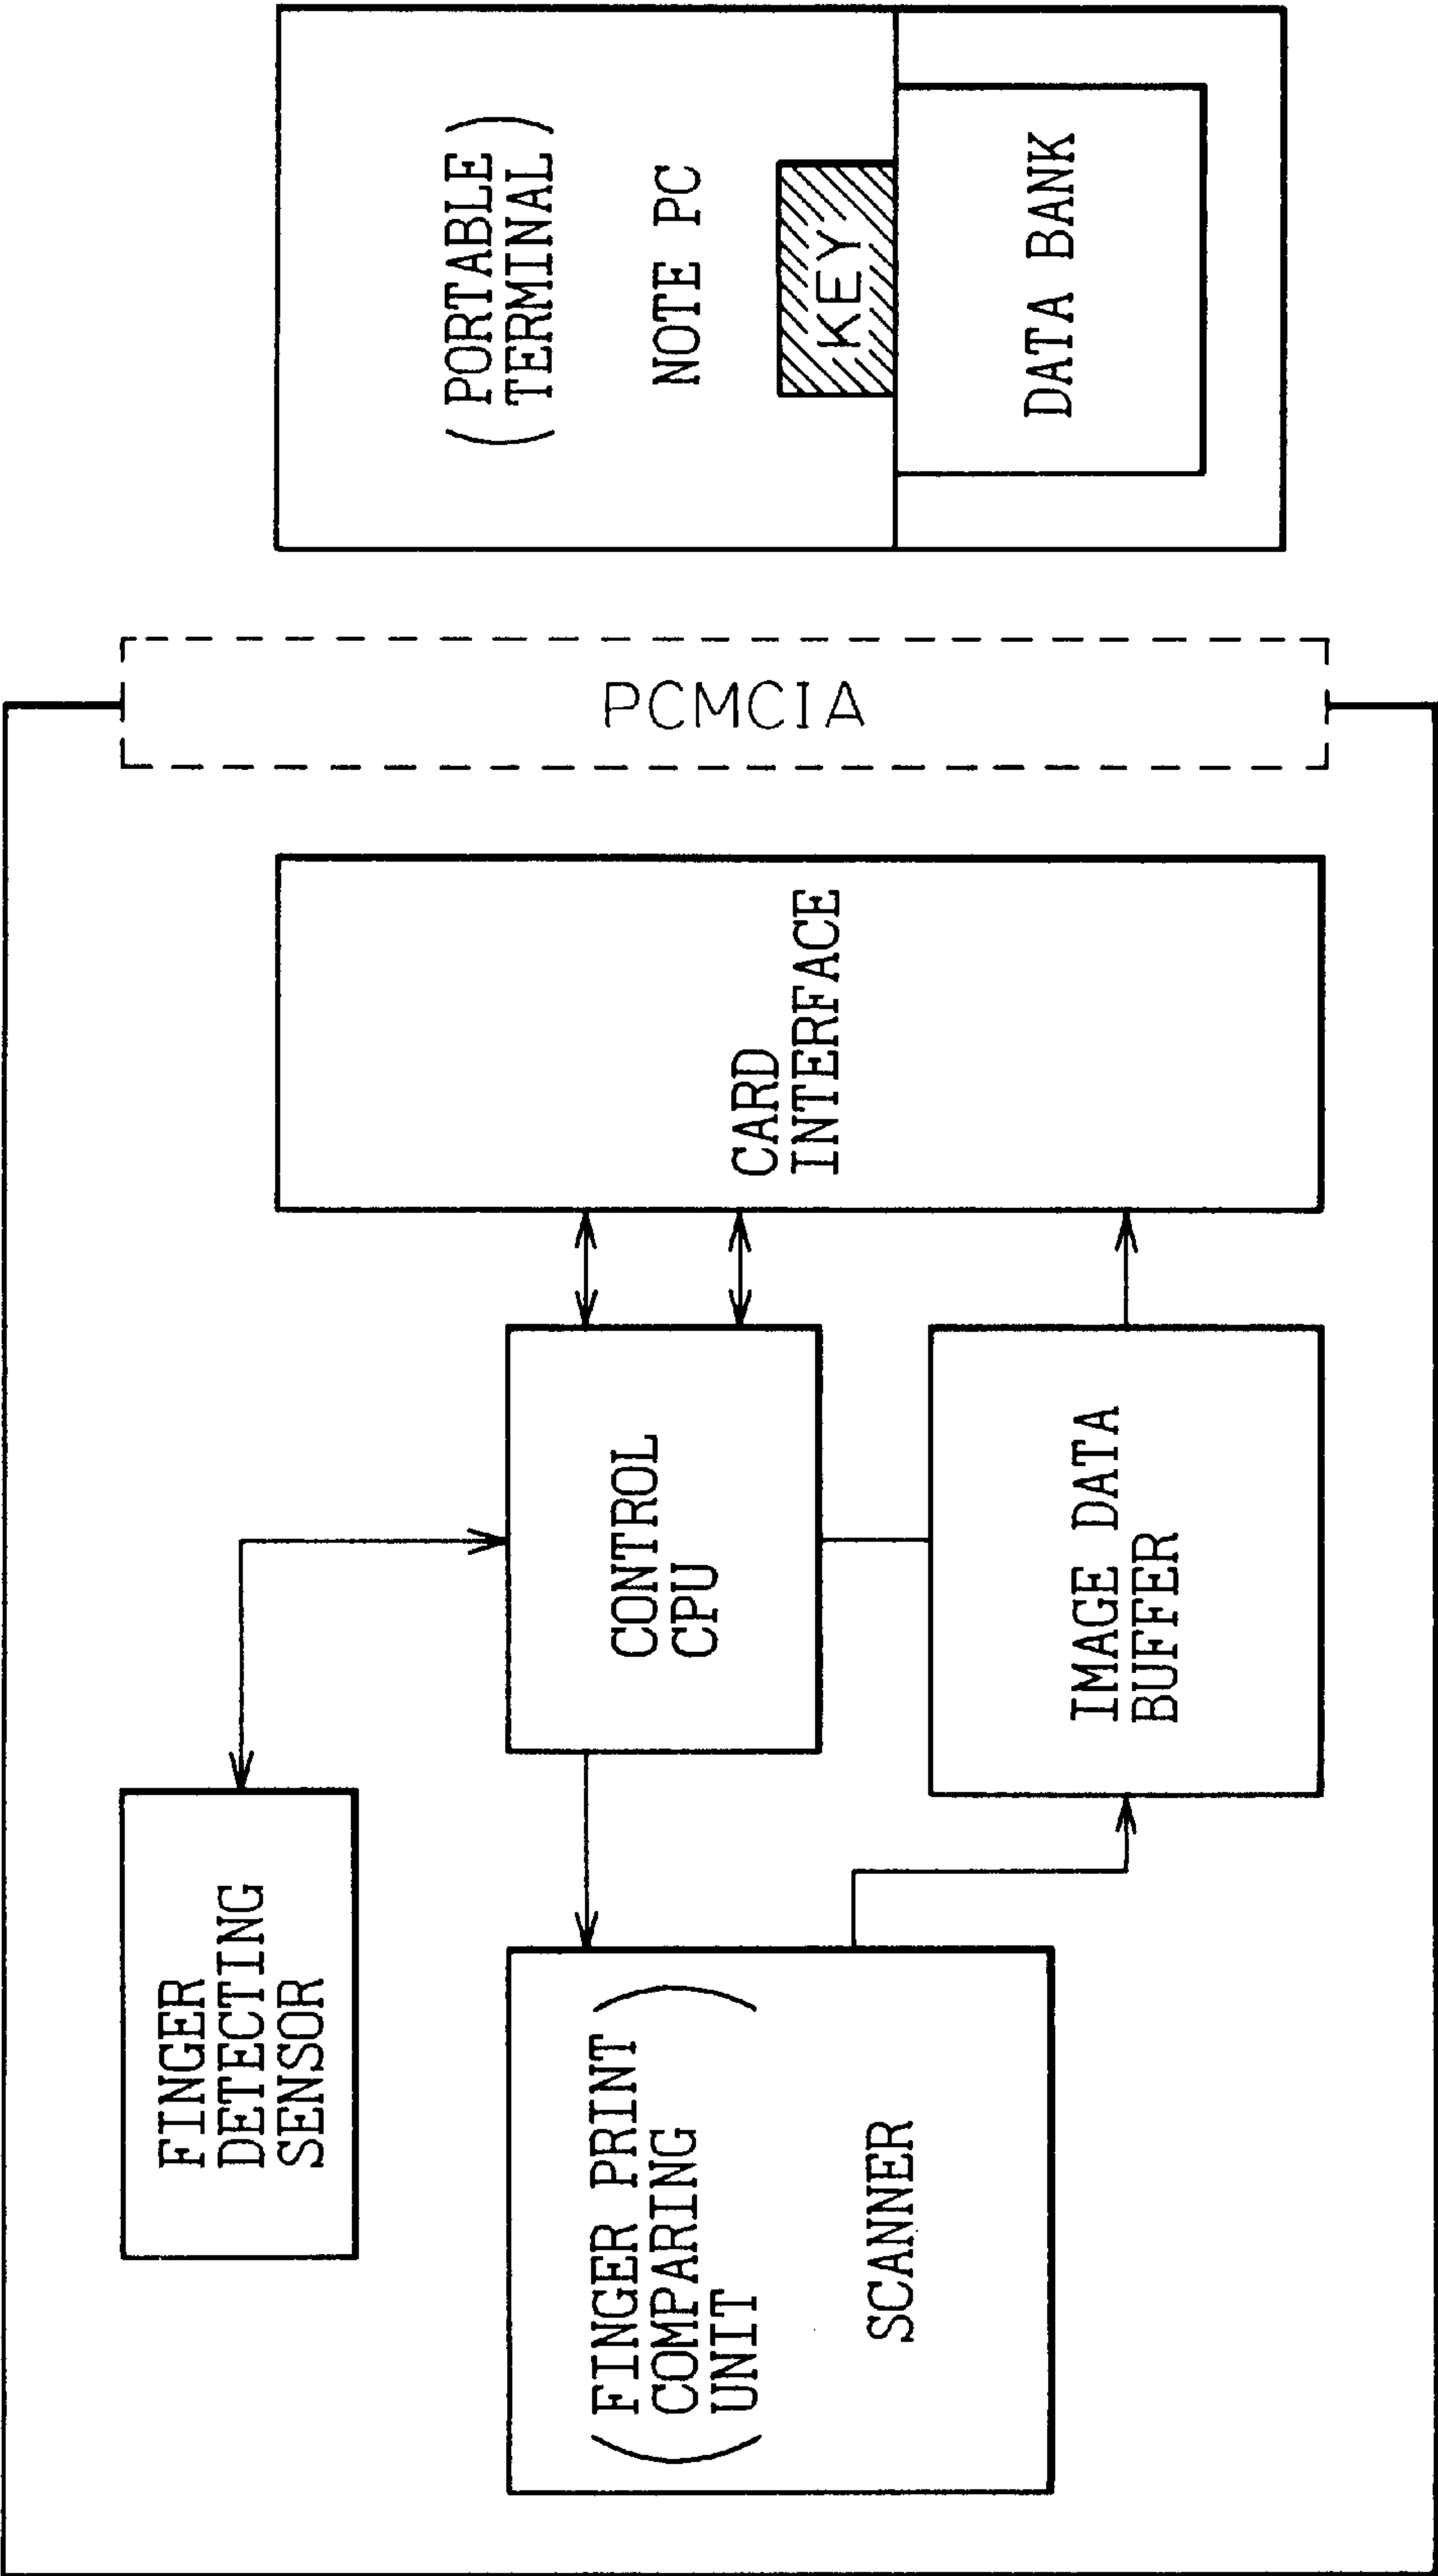 FINGER
DETECTING
SENSOR
(FINGER PRINT
COMPARING
UNIT)
SCANNER
CONTROL
CPU
IMAGE DATA
BUFFER
CARD
INTERFACE
PCMCIA
(PORTABLE
TERMINAL)
NOTE PC
KEY
DATA BANK